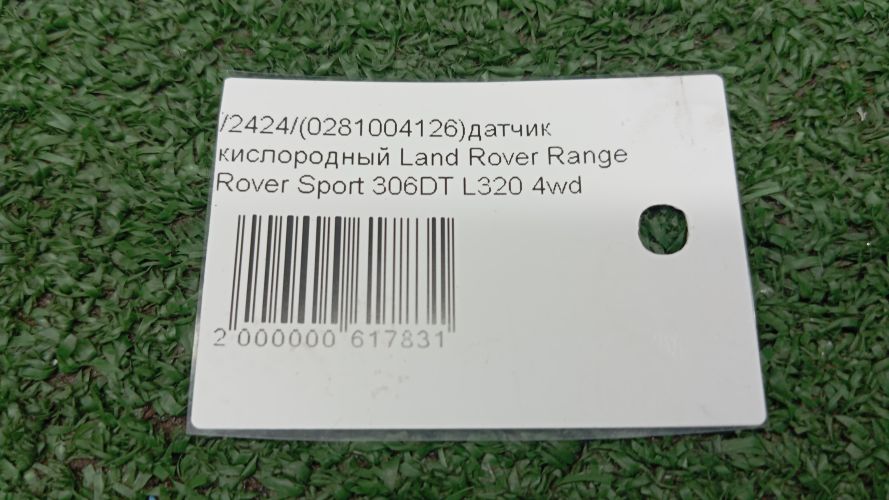 /2424/(0281004126)датчик
кислородный Land Rover Range
Rover Sport 306DT L320 4wd
2 000000 617831